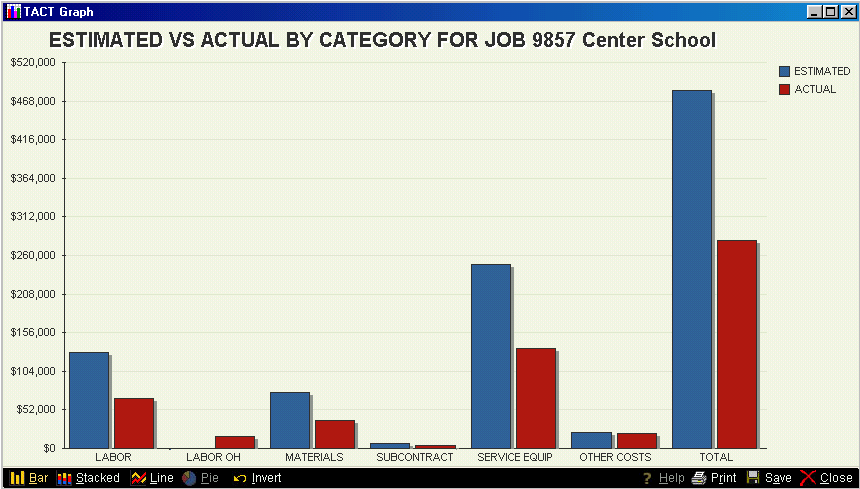 TACT Graph
ESTIMATED VS ACTUAL BY CATEGORY FOR JOB 9857 Center School
$520,000
$468,000
$416,000
$364,000
$312,000
$260,000
$208,000
$156,000
$104,000
$52,000
$0
ESTIMATED
ACTUAL
LABOR LABOR OH MATERIALS SUBCONTRACT SERVICE EQUIP OTHER COSTS TOTAL
Bar Stacked Line Pie Invert ? Help Print Save Close